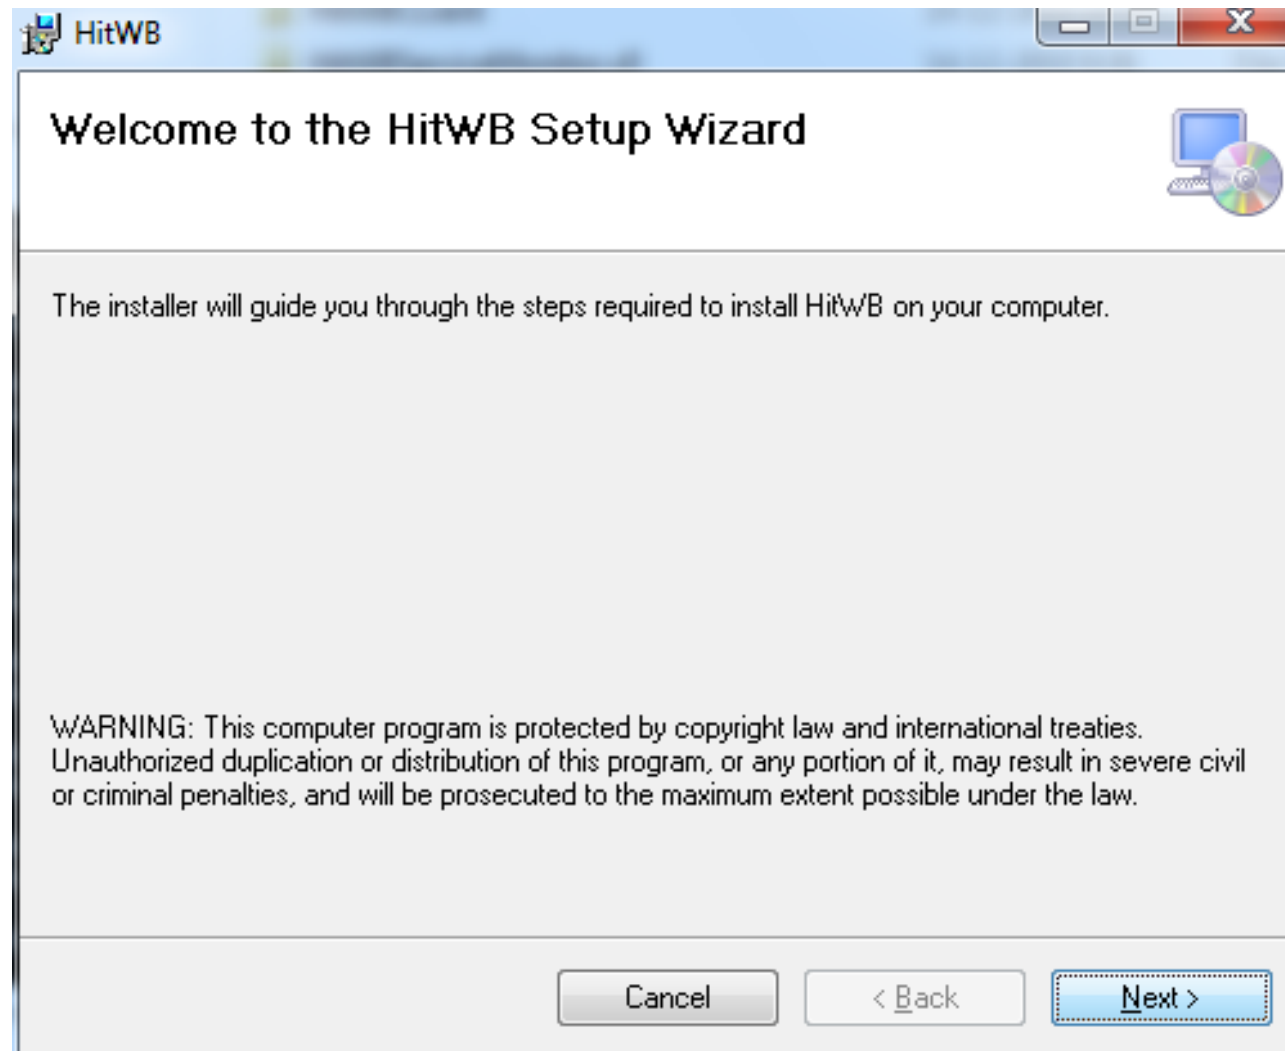 HitWB
Welcome to the HitWB Setup Wizard
The installer will guide you through the steps required to install HitWB on your computer.
WARNING: This computer program is protected by copyright law and international treaties.
Unauthorized duplication or distribution of this program, or any portion of it, may result in severe civil
or criminal penalties, and will be prosecuted to the maximum extent possible under the law.
Cancel
< Back
Next >